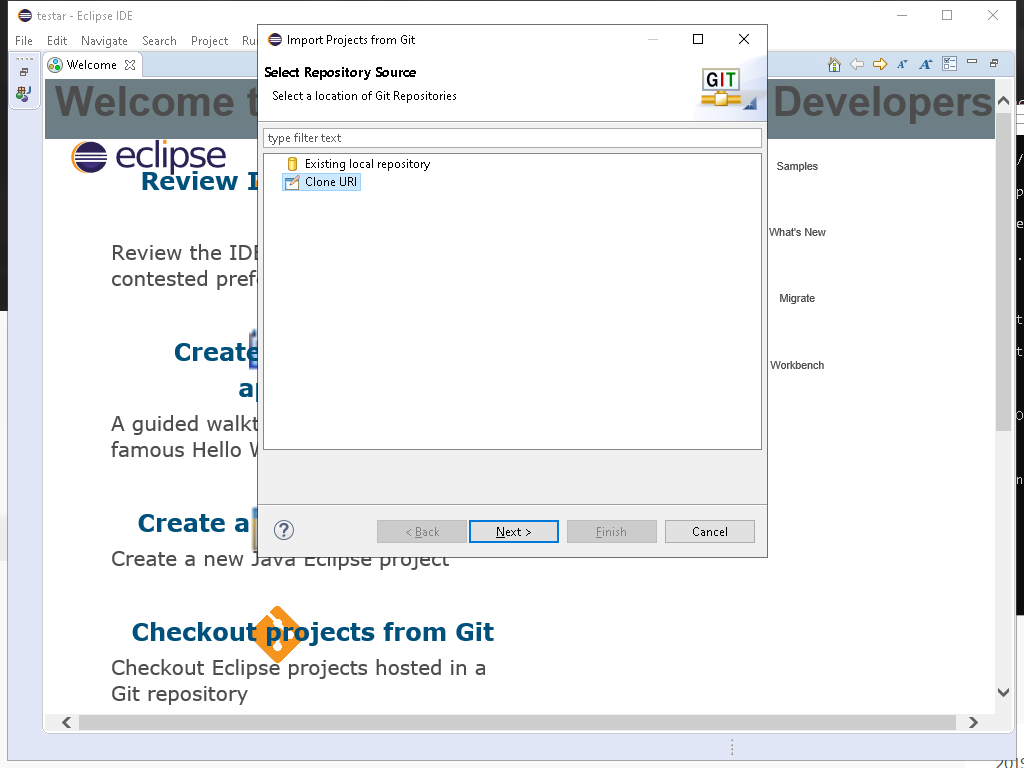 testar - Eclipse IDE
File Edit Navigate Search Project
Welcome
Import Projects from Git
Select Repository Source
Select a location of Git Repositories
GIT
type filter text
Existing local repository
Clone URI
< Back
Next >
Finish
Cancel
Welcome
Developers
eclipse
Review
Review the IDE
contested
Samples
What's New
Migrate
Workbench
Create
A guided
famous Hello
Create a
Create a new Java Eclipse project
Checkout projects from Git
Checkout Eclipse projects hosted in a
Git repository